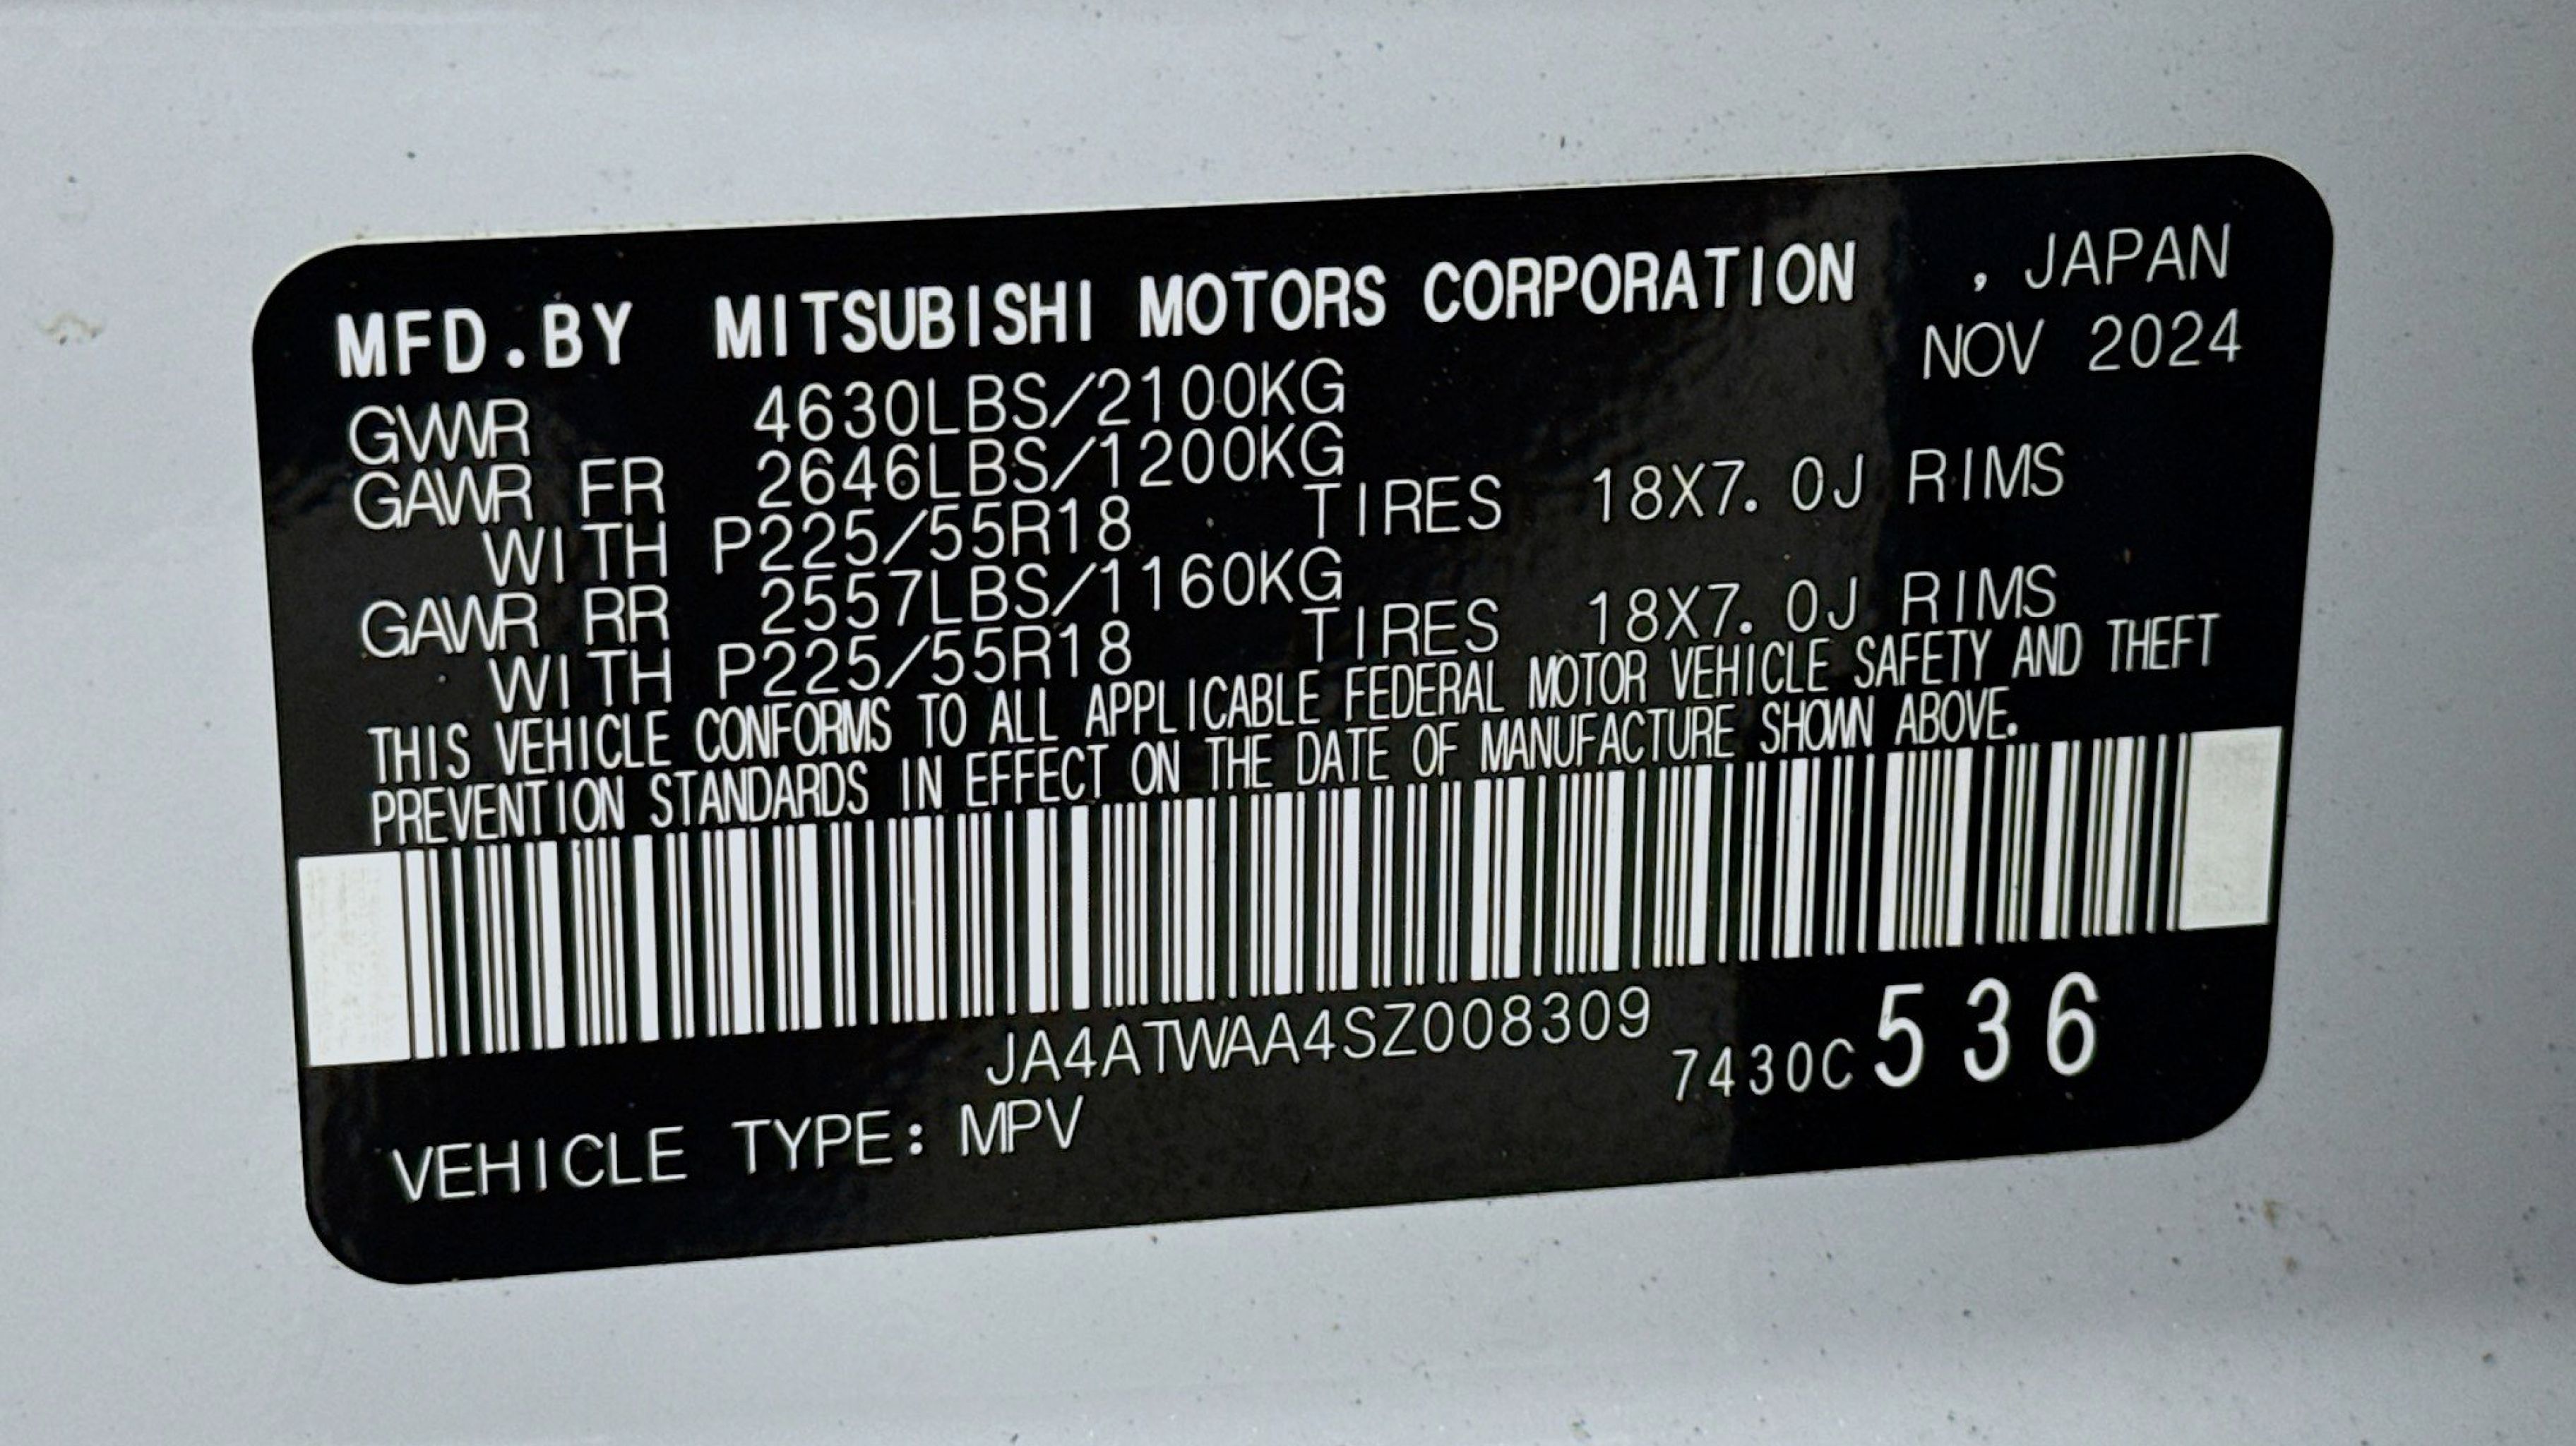 MFD.BY MITSUBISHI MOTORS CORPORATION , JAPAN
NOV 2024
GVWR 4630LBS/2100KG
GAWR FR 2646LBS/1200KG
WITH P225/55R18 TIRES 18X7.0J RIMS
GAWR RR 2557LBS/1160KG
WITH P225/55R18 TIRES 18X7.0J RIMS
THIS VEHICLE CONFORMS TO ALL APPLICABLE FEDERAL MOTOR VEHICLE SAFETY AND THEFT
PREVENTION STANDARDS IN EFFECT ON THE DATE OF MANUFACTURE SHOWN ABOVE.
JA4ATWAA4SZ008309
7430C536
VEHICLE TYPE: MPV